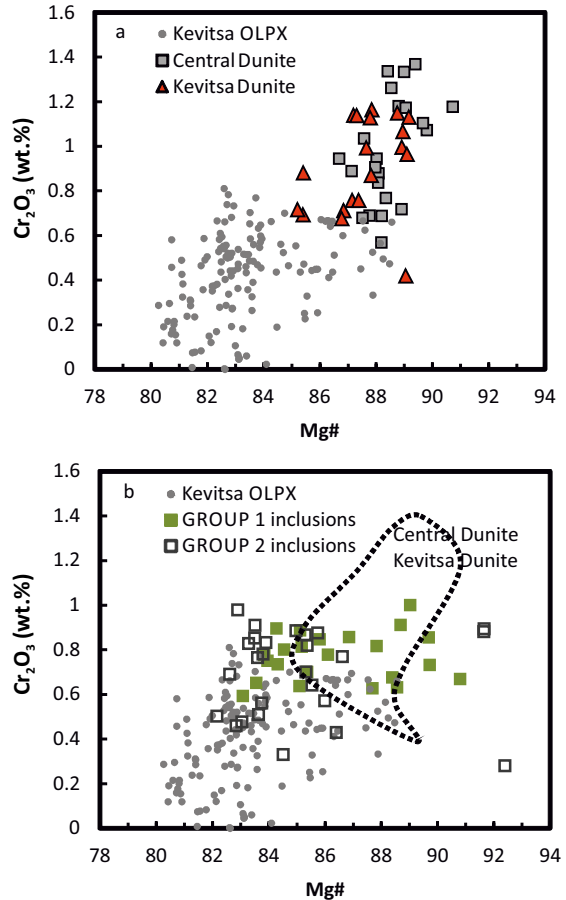 a
Kevitsa OLPX
Central Dunite
Kevitsa Dunite
1.6
1.4
1.2
1
0.8
0.6
0.4
0.2
0
Cr2O3 (wt.%)
78 80 82 84 86 88 90 92 94
Mg#
b
Kevitsa OLPX
GROUP 1 inclusions
GROUP 2 inclusions
Central Dunite
Kevitsa Dunite
1.6
1.4
1.2
1
0.8
0.6
0.4
0.2
0
Cr2O3 (wt.%)
78 80 82 84 86 88 90 92 94
Mg#